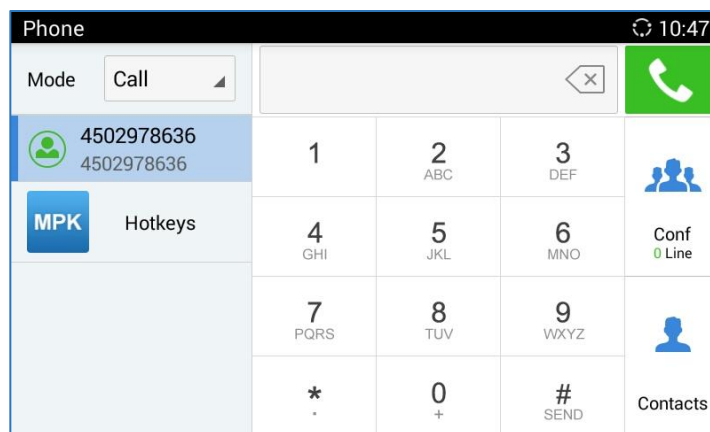 Phone
10:47
Mode
Call
4502978636
4502978636
MPK
Hotkeys
1
2
ABC
3
DEF
4
GHI
5
JKL
6
MNO
7
PQRS
8
TUV
9
WXYZ
*
.
0
+
#
SEND
Conf
0 Line
Contacts